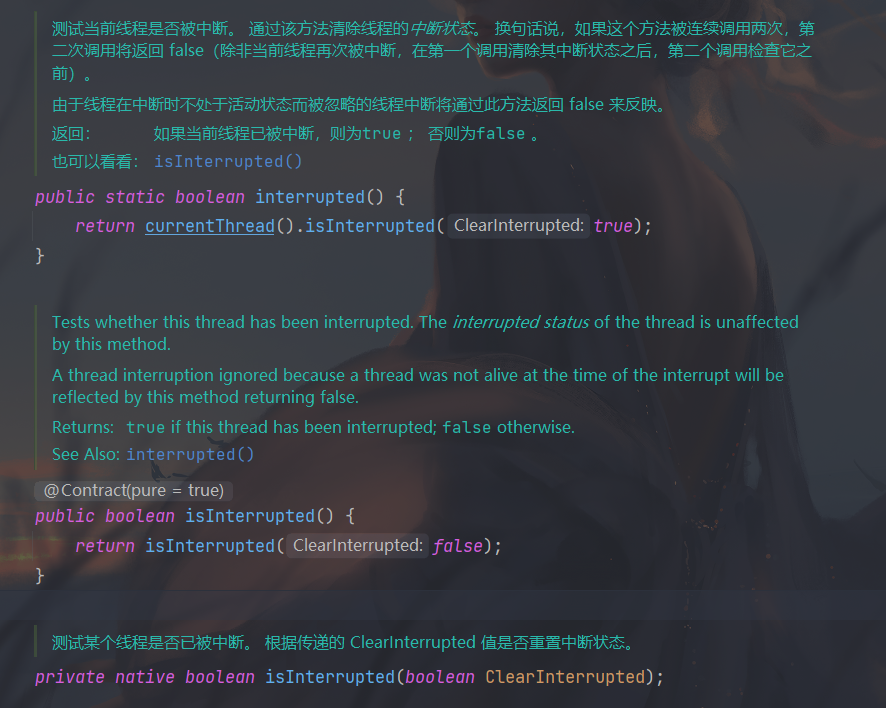 测试当前线程是否被中断。 通过该方法清除线程的中断状态。 换句话说，如果这个方法被连续调用两次，第
二次调用将返回 false（除非当前线程再次被中断，在第一个调用清除其中断状态之后，第二个调用检查它之
前）。
由于线程在中断时不处于活动状态而被忽略的线程中断将通过此方法返回 false 来反映。
返回： 如果当前线程已被中断，则为true ； 否则为false 。
也可以看看： isInterrupted()
public static boolean interrupted() {
return currentThread().isInterrupted( ClearInterrupted: true);
}
Tests whether this thread has been interrupted. The interrupted status of the thread is unaffected
by this method.
A thread interruption ignored because a thread was not alive at the time of the interrupt will be
reflected by this method returning false.
Returns: true if this thread has been interrupted; false otherwise.
See Also: interrupted()
@Contract(pure = true)
public boolean isInterrupted() {
return isInterrupted( ClearInterrupted: false);
}
测试某个线程是否已被中断。 根据传递的 ClearInterrupted 值是否重置中断状态。
private native boolean isInterrupted(boolean ClearInterrupted);